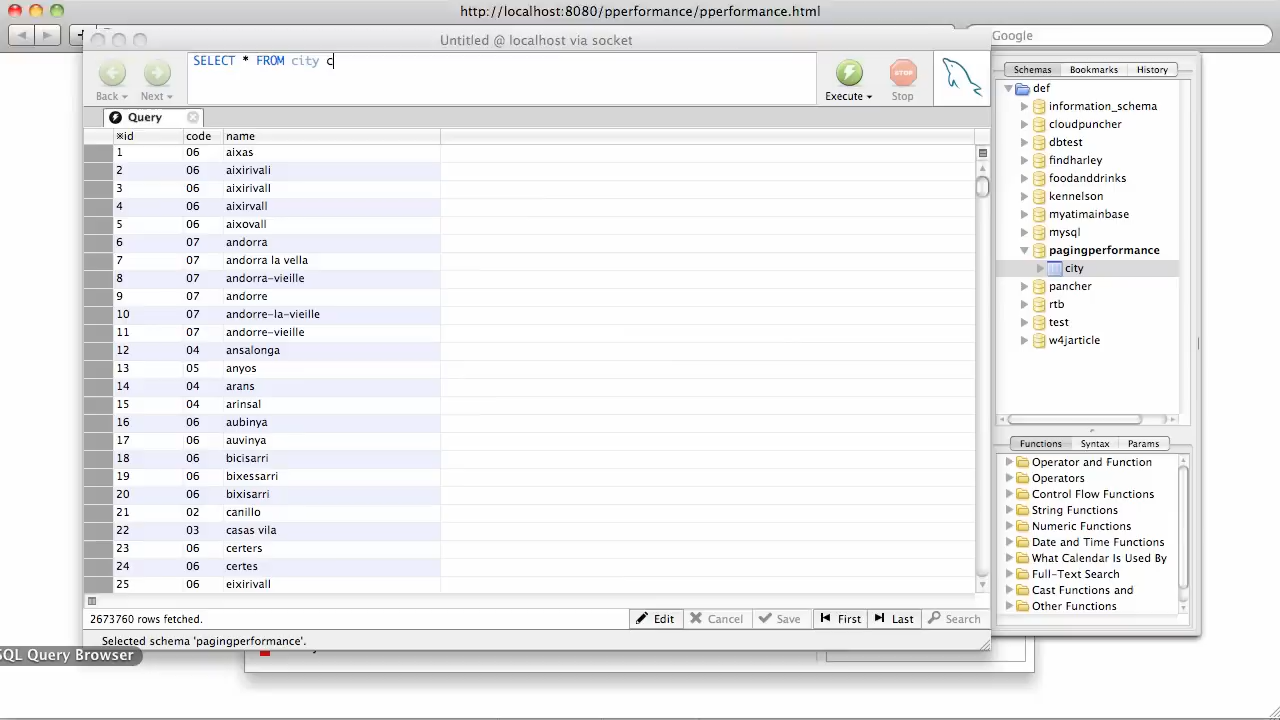 http://localhost:8080/pperformance/pperformance.html
Google
Untitled @ localhost via socket
SELECT * FROM city c
Back
Next
Execute
STOP
Stop
Query
id code name
1 06 aixas
2 06 aixirivali
3 06 aixirivall
4 06 aixirvall
5 06 aixovall
6 07 andorra
7 07 andorra la vella
8 07 andorra-vieille
9 07 andorre
10 07 andorre-la-vieille
11 07 andorre-vieille
12 04 ansalonga
13 05 anyos
14 04 arans
15 04 arinsal
16 06 aubinya
17 06 auvinya
18 06 bicisarri
19 06 bixessarri
20 06 bixisarri
21 02 canillo
22 03 casas vila
23 06 certers
24 06 certes
25 06 eixirivall
2673760 rows fetched.
Edit Cancel Save First Last Search
Selected schema 'pagingperformance'.
SQL Query Browser
Schemas Bookmarks History
def
information_schema
cloudpuncher
dbtest
findharley
foodanddrinks
kennelson
myatimainbase
mysql
pagingperformance
city
pancher
rtb
test
w4jarticle
Functions Syntax Params
Operator and Function
Operators
Control Flow Functions
String Functions
Numeric Functions
Date and Time Functions
What Calendar Is Used By
Full-Text Search
Cast Functions and
Other Functions